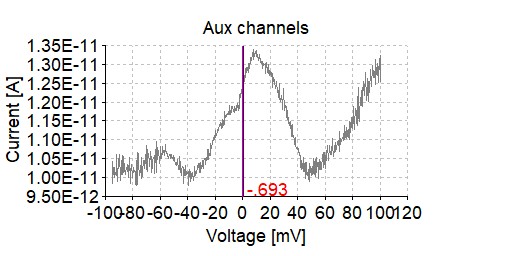 Aux channels
Current [A]
1.35E-11
1.30E-11
1.25E-11
1.20E-11
1.15E-11
1.10E-11
1.05E-11
1.00E-11
9.50E-12
-.693
-100 -80 -60 -40 -20 0 20 40 60 80 100 120
Voltage [mV]